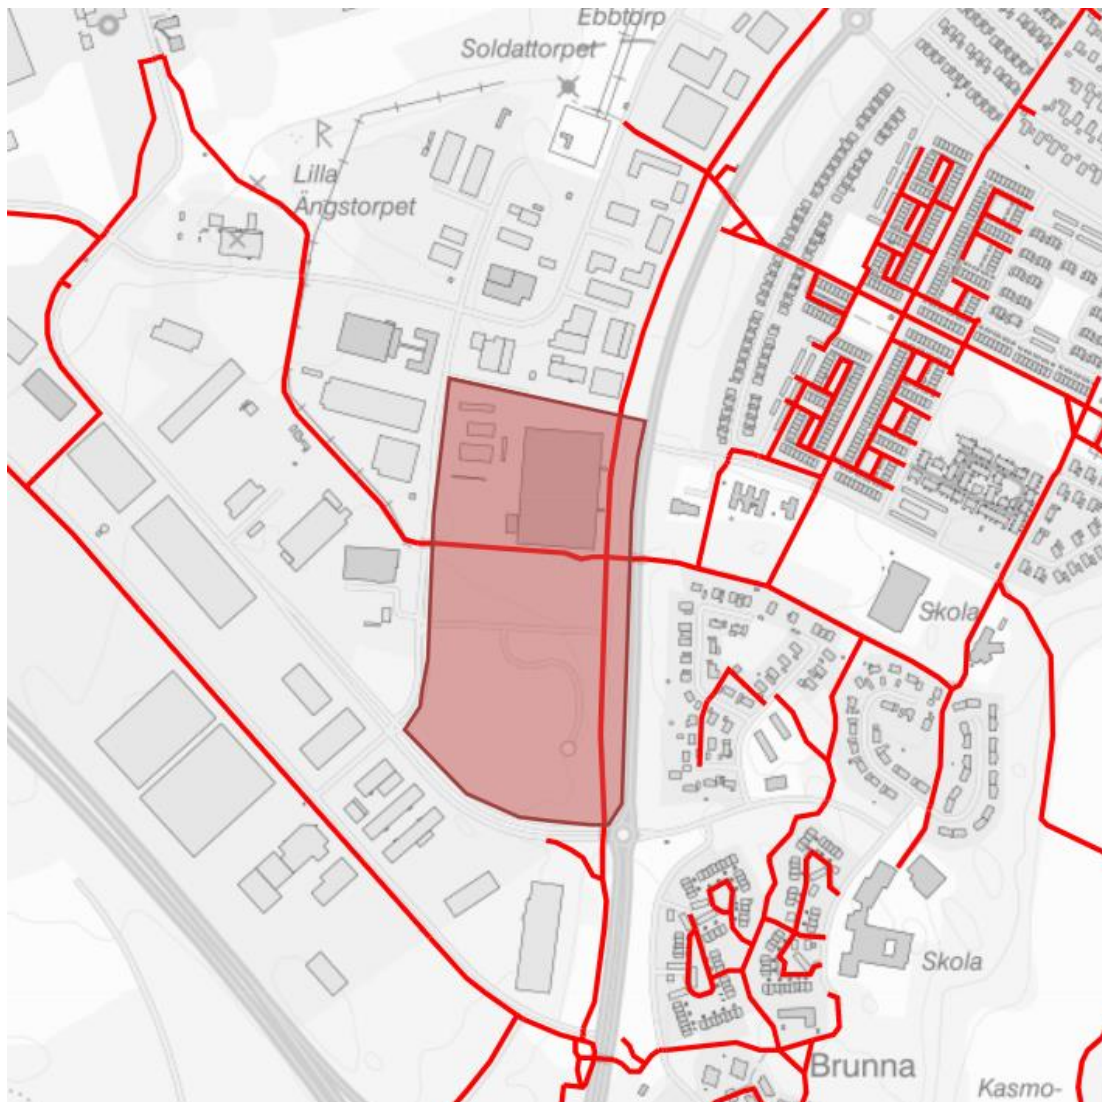 Ebbtorp
Soldattorpet
Lilla
Ängstorpet
Skola
Skola
Brunna
Kasmo-